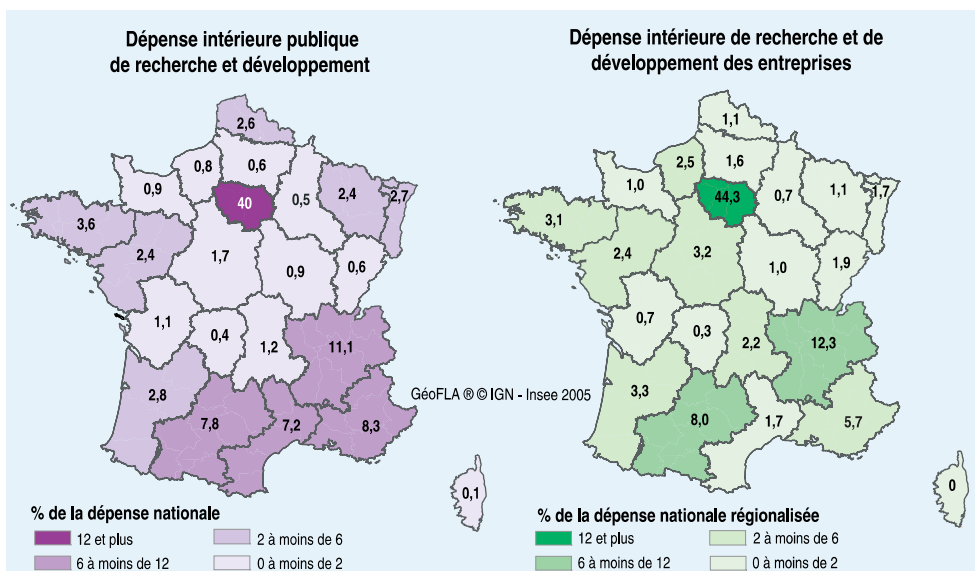 Dépense intérieure publique
de recherche et développement
2,6
0,8
0,6
0,9
40
0,5
2,4
2,7
3,6
2,4
1,7
0,9
0,6
1,1
0,4
1,2
11,1
2,8
7,8
7,2
8,3
0,1
% de la dépense nationale
12 et plus
2 à moins de 6
6 à moins de 12
0 à moins de 2
GéoFLA ® © IGN - Insee 2005
Dépense intérieure de recherche et de
développement des entreprises
1,1
2,5
1,6
1,0
44,3
0,7
1,1
1,7
3,1
2,4
3,2
1,0
1,9
0,7
0,3
2,2
12,3
3,3
8,0
1,7
5,7
0
% de la dépense nationale régionalisée
12 et plus
2 à moins de 6
6 à moins de 12
0 à moins de 2